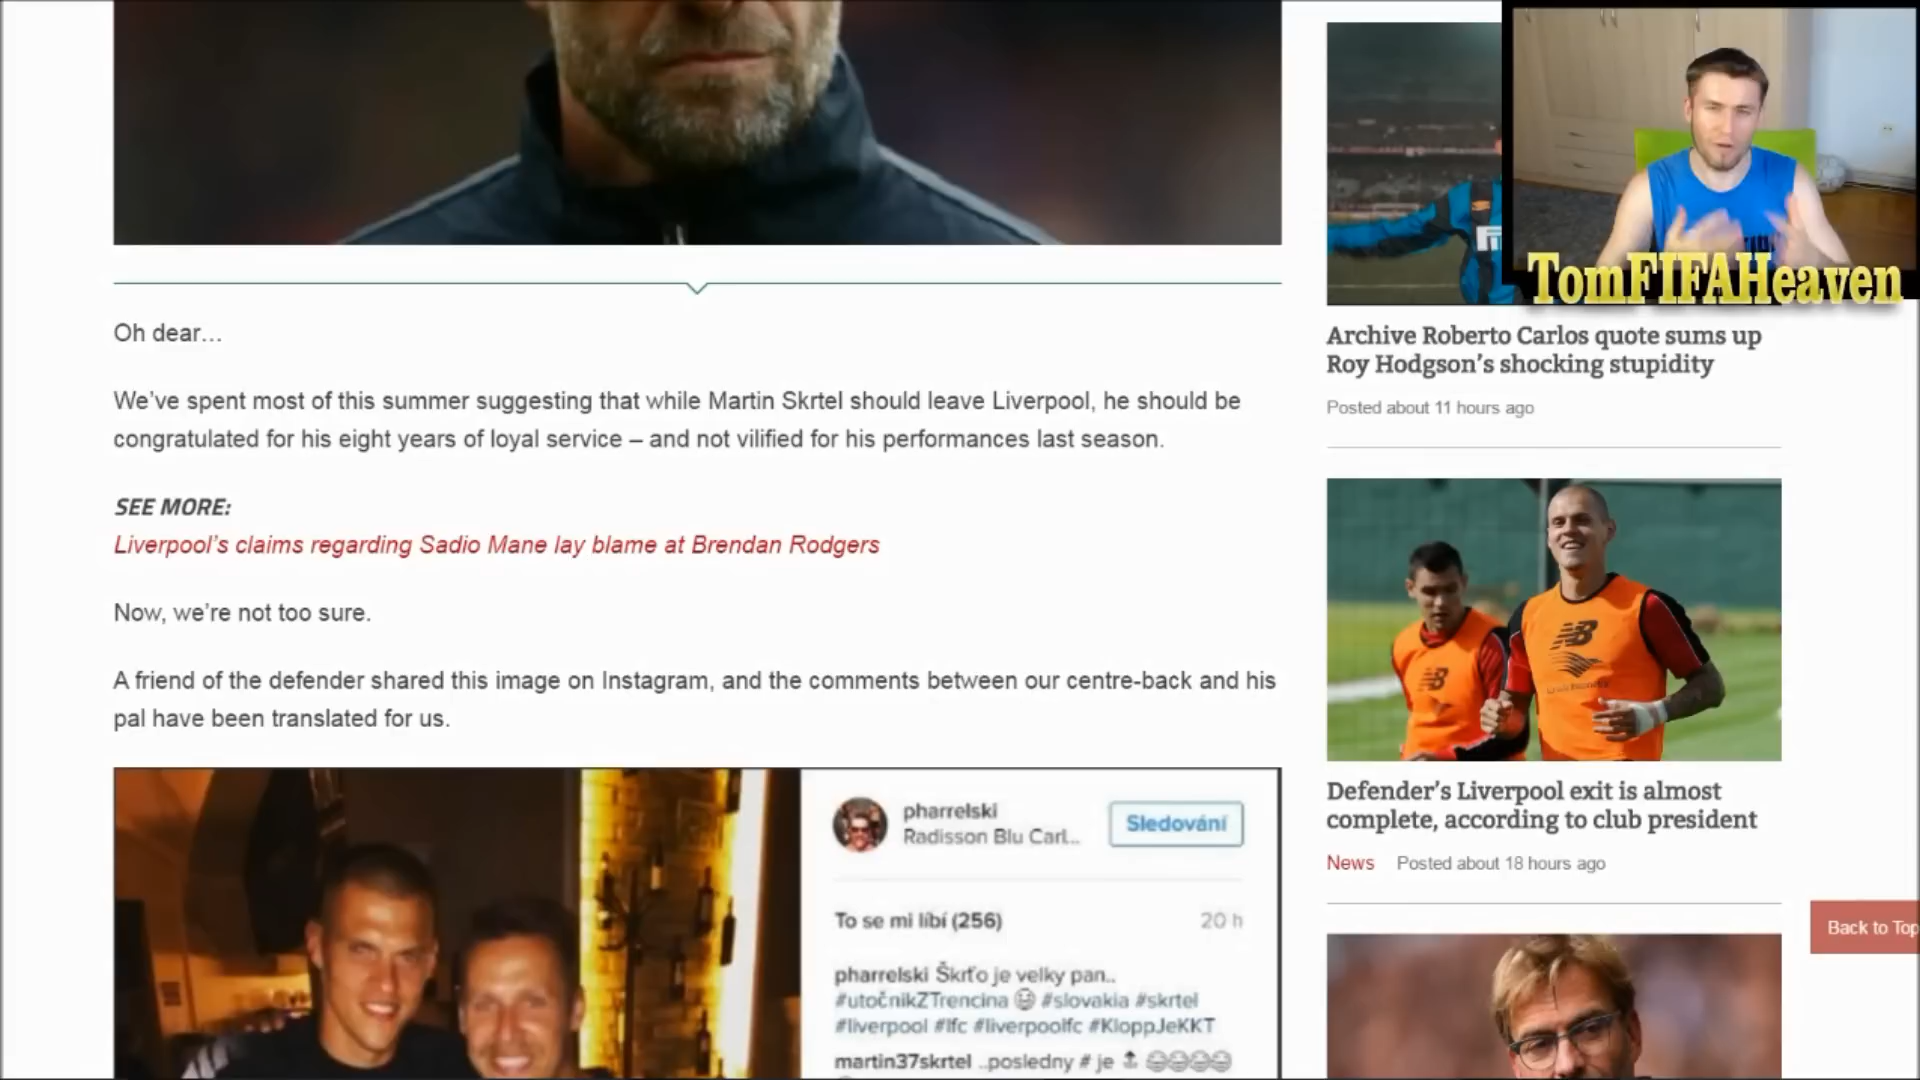 TomFIFAHeaven
Oh dear…
We've spent most of this summer suggesting that while Martin Skrtel should leave Liverpool, he should be
congratulated for his eight years of loyal service – and not vilified for his performances last season.
SEE MORE:
Liverpool's claims regarding Sadio Mane lay blame at Brendan Rodgers
Now, we're not too sure.
A friend of the defender shared this image on Instagram, and the comments between our centre-back and his
pal have been translated for us.
pharrelski
Radisson Blu Carl...
Sledování
To se mi líbí (256)
20 h
pharrelski Škrťo je velky pan..
#utočnikZTrencina 😆 #slovakia #skrtel
#liverpool #lfc #liverpoolfc #KloppJeKKT
martin37skrtel ..posledny # je 🔝 😂😂😂😂
Archive Roberto Carlos quote sums up
Roy Hodgson's shocking stupidity
Posted about 11 hours ago
Defender's Liverpool exit is almost
complete, according to club president
News Posted about 18 hours ago
Back to Top